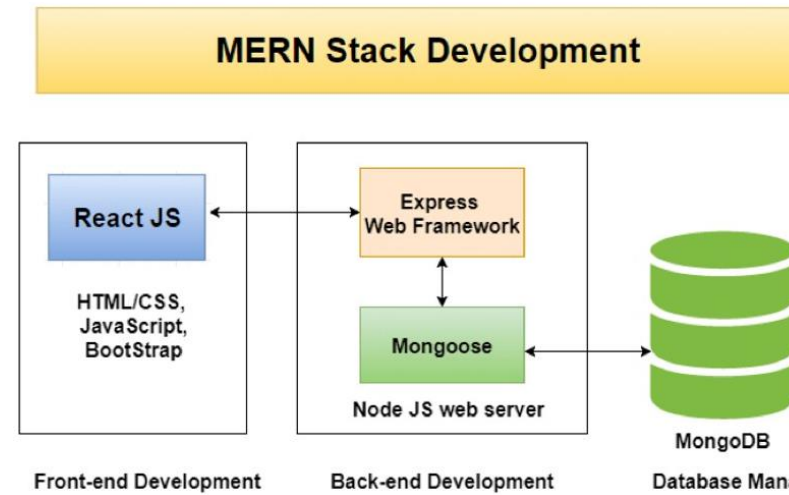 MERN Stack Development
React JS
HTML/CSS,
JavaScript,
BootStrap
Express
Web Framework
Mongoose
Node JS web server
MongoDB
Front-end Development
Back-end Development
Database